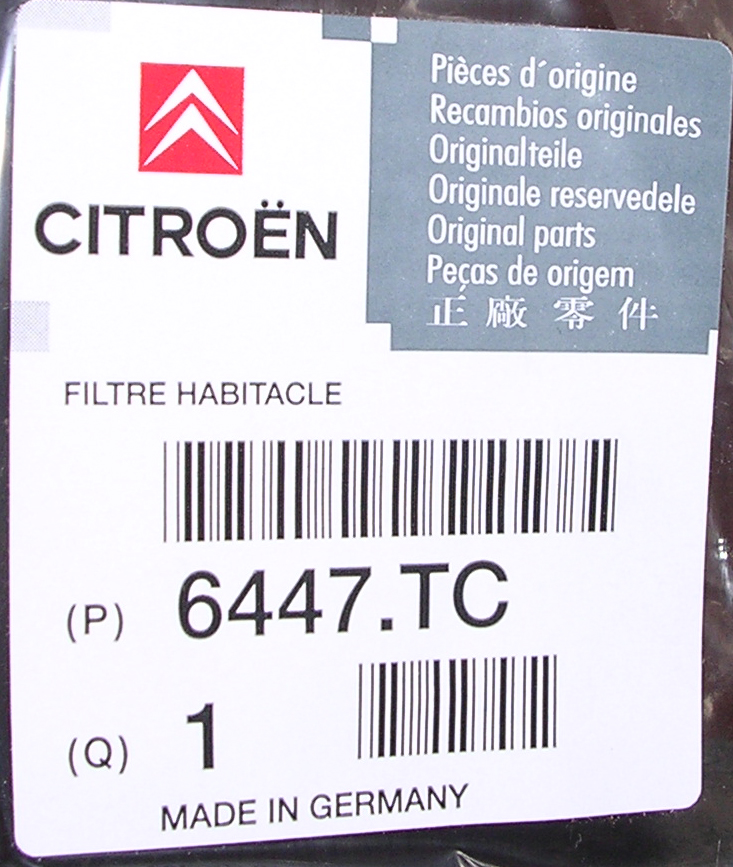 CITROËN
Pièces d´origine
Recambios originales
Originalteile
Originale reservedele
Original parts
Peças de origem
正廠零件
FILTRE HABITACLE
(P) 6447.TC
(Q) 1
MADE IN GERMANY